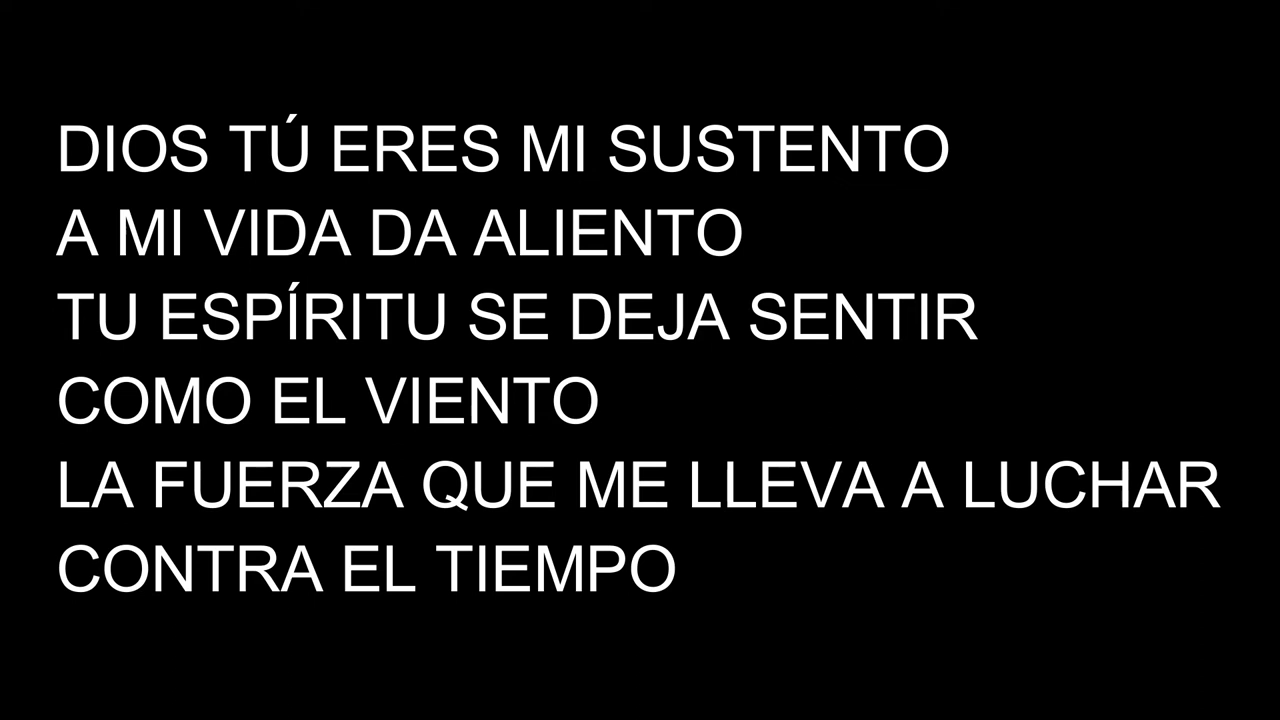 DIOS TÚ ERES MI SUSTENTO
A MI VIDA DA ALIENTO
TU ESPÍRITU SE DEJA SENTIR
COMO EL VIENTO
LA FUERZA QUE ME LLEVA A LUCHAR
CONTRA EL TIEMPO